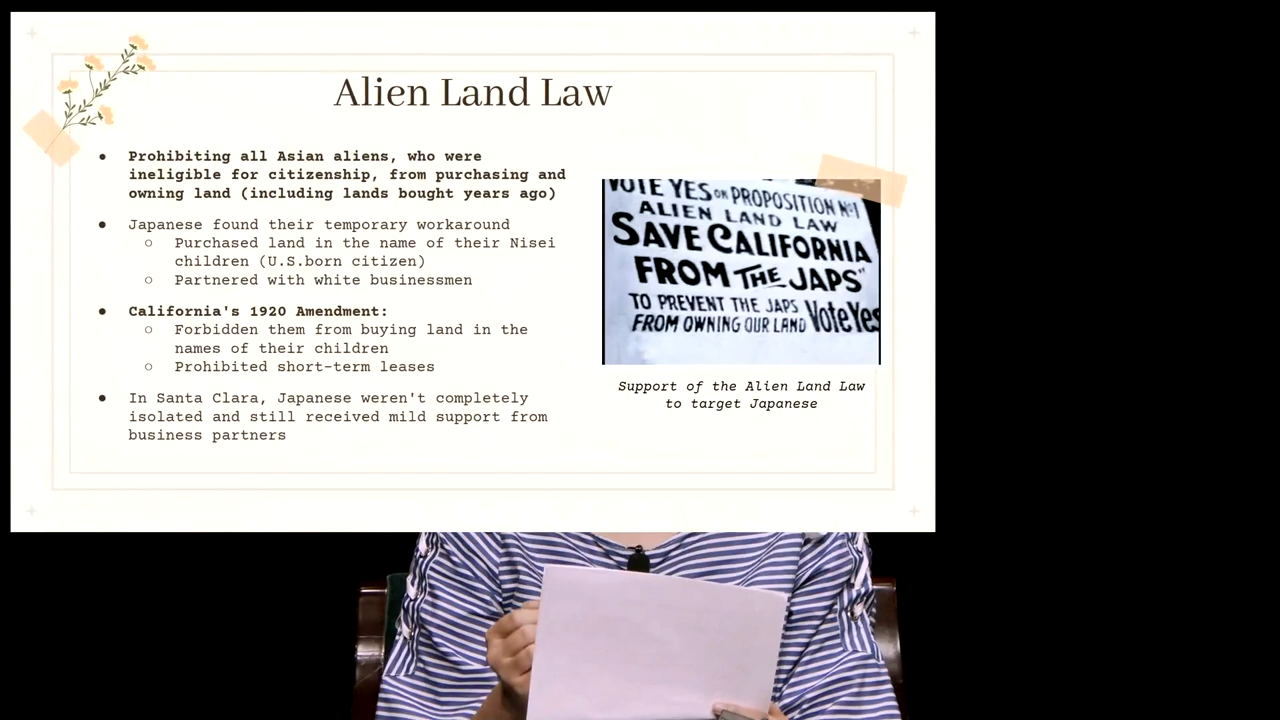 Alien Land Law
● Prohibiting all Asian aliens, who were
ineligible for citizenship, from purchasing and
owning land (including lands bought years ago)
● Japanese found their temporary workaround
○ Purchased land in the name of their Nisei
children (U.S.born citizen)
○ Partnered with white businessmen
● California's 1920 Amendment:
○ Forbidden them from buying land in the
names of their children
○ Prohibited short-term leases
● In Santa Clara, Japanese weren't completely
isolated and still received mild support from
business partners
VOTE YES ON PROPOSITION No 1
ALIEN LAND LAW
SAVE CALIFORNIA
FROM THE JAPS"
TO PREVENT THE JAPS
FROM OWNING OUR LAND Vote Yes
Support of the Alien Land Law
to target Japanese